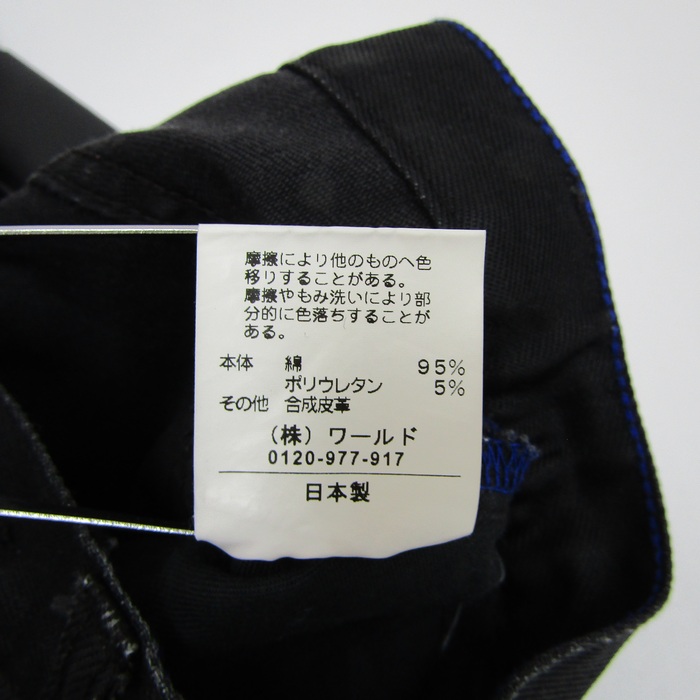 摩擦により他のものへ色
移りすることがある。
摩擦やもみ洗いにより部
分的に色落ちすることが
ある。
本体 綿 95%
ポリウレタン 5%
その他 合成皮革
(株) ワールド
0120-977-917
日本製